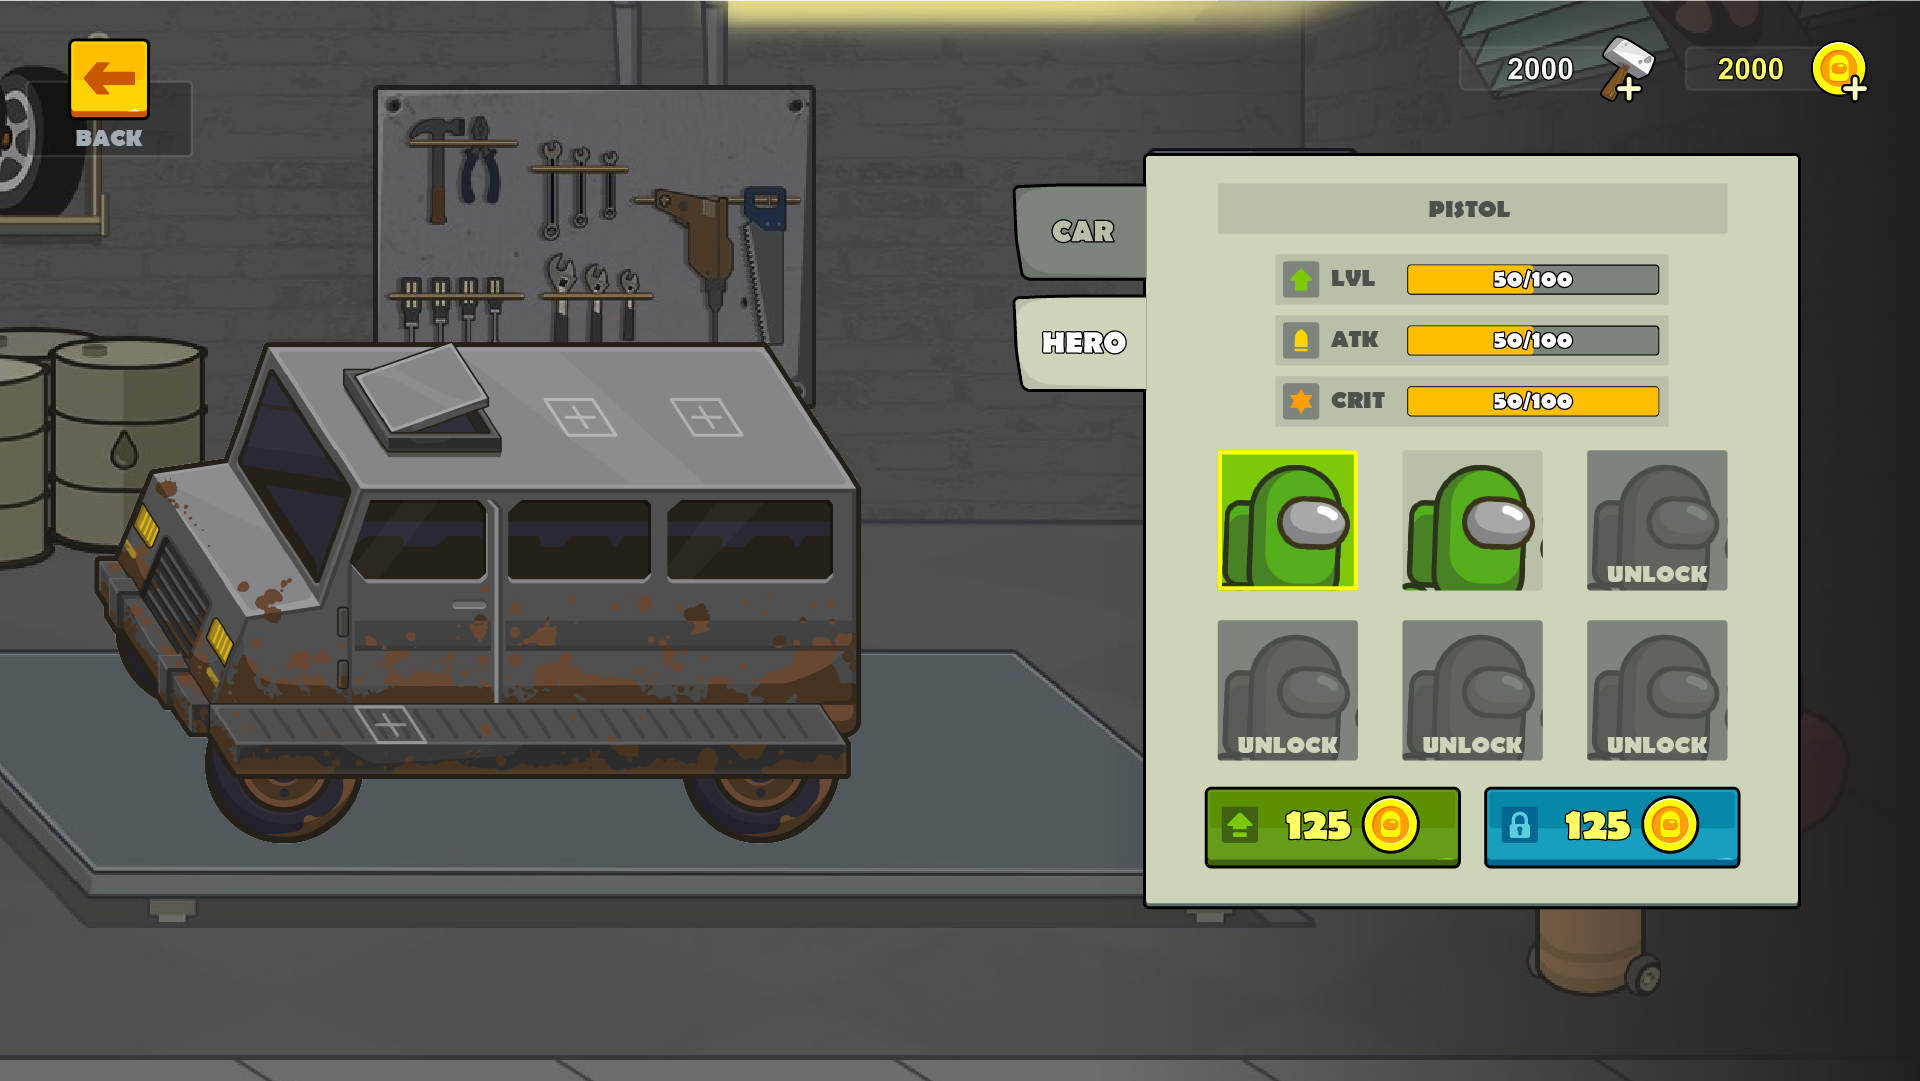 BACK
2000
2000
CAR
HERO
PISTOL
LVL 50/100
ATK 50/100
CRIT 50/100
UNLOCK
UNLOCK UNLOCK UNLOCK
125 125